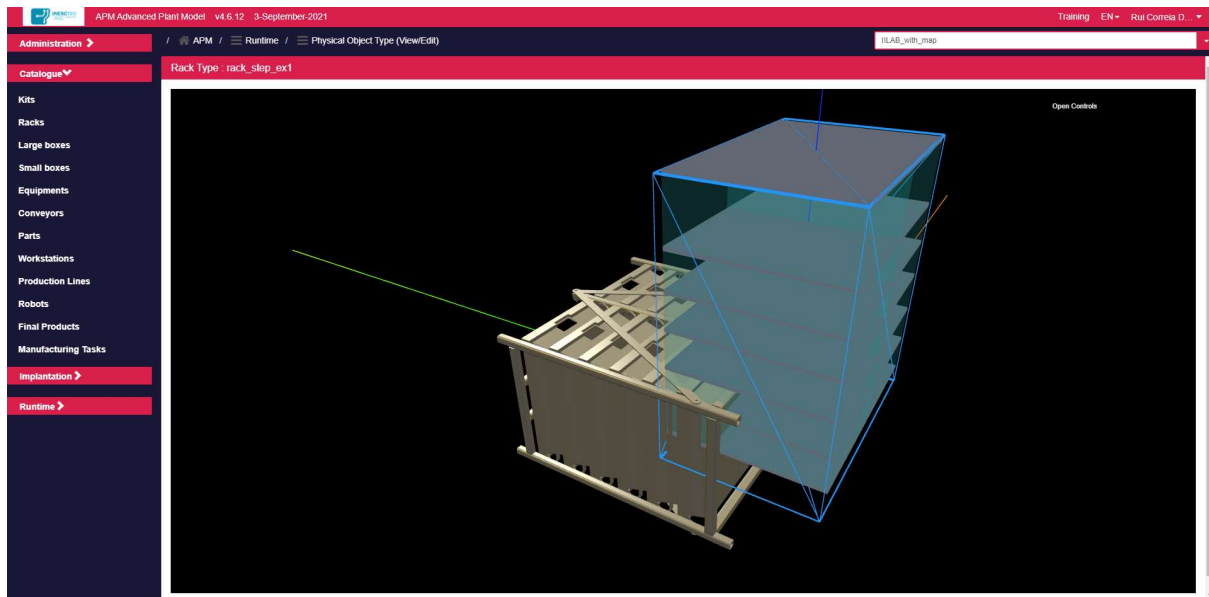 INESCTEC
APM Advanced Plant Model v4.6.12 3-September-2021
Training EN Rui Correia D...
Administration
/ APM / Runtime / Physical Object Type (View/Edit)
IILAB_with_map
Catalogue
Rack Type : rack_step_ex1
Open Controls
Kits
Racks
Large boxes
Small boxes
Equipments
Conveyors
Parts
Workstations
Production Lines
Robots
Final Products
Manufacturing Tasks
Implantation
Runtime